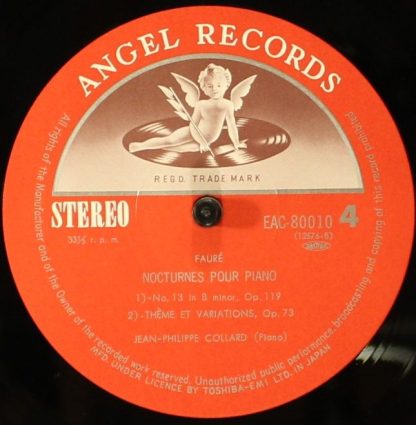 ANGEL RECORDS
REGD. TRADE MARK
STEREO
EAC-80010 4
33⅓ r. p. m.
(12576-B)
FAURÉ
NOCTURNES POUR PIANO
1)-No. 13 in B minor, Op. 119
2)-THÊME ET VARIATIONS, Op. 73
JEAN-PHILIPPE COLLARD (Piano)
All rights of the Manufacturer and of the Owner of the recorded work reserved. Unauthorized public performance, broadcasting and copying of this record prohibited
MFD. UNDER LICENCE BY TOSHIBA-EMI LTD. IN JAPAN